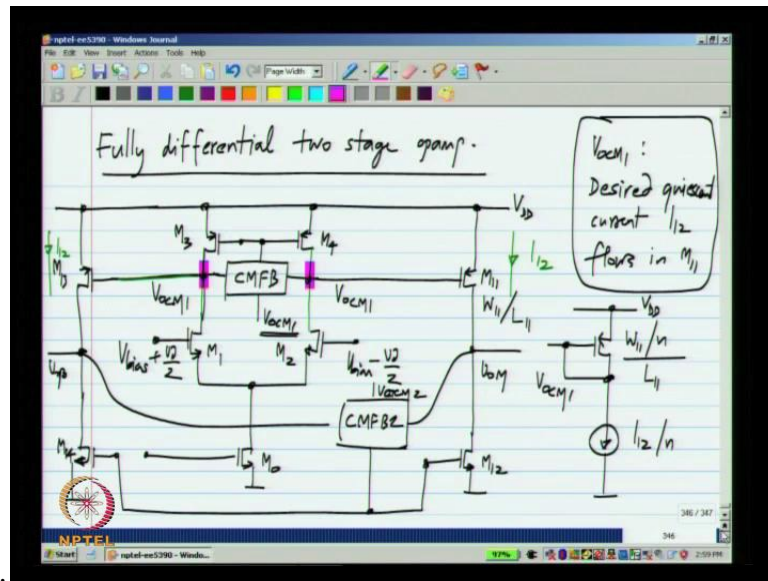 nptel-ee5390 - Windows Journal
File Edit View Insert Actions Tools Help
Page Width
Fully differential two stage opamp.
V_OCM1 :
Desired quiescent
current I12
flows in M11
VDD
I12
M3
M4
M11
CMFB
VOCM1
VOCM1
VOCM1
I12
W11/L11
VDD
W11/n
L11
VOCM1
I12/n
Vbias + vd/2
M1
M2
Vbias - vd/2
VOCM2
CMFB2
M0
M12
NPTEL
346 / 347
346
Start
nptel-ee5390 - Windo...
97%
2:59 PM